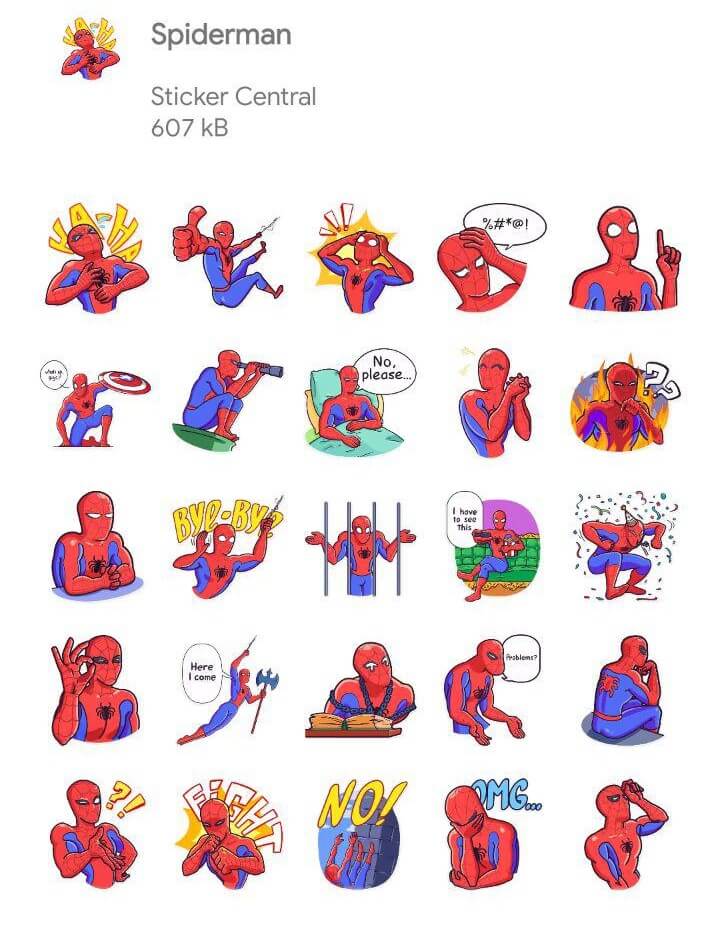 Spiderman
Sticker Central
607 kB
YA-HA
!!!
%#*@!
No,
please...
??
BYE-BYE
I have
to see
This
Here
I come
Problems?
?!
FIGHT
NO!
OMG...